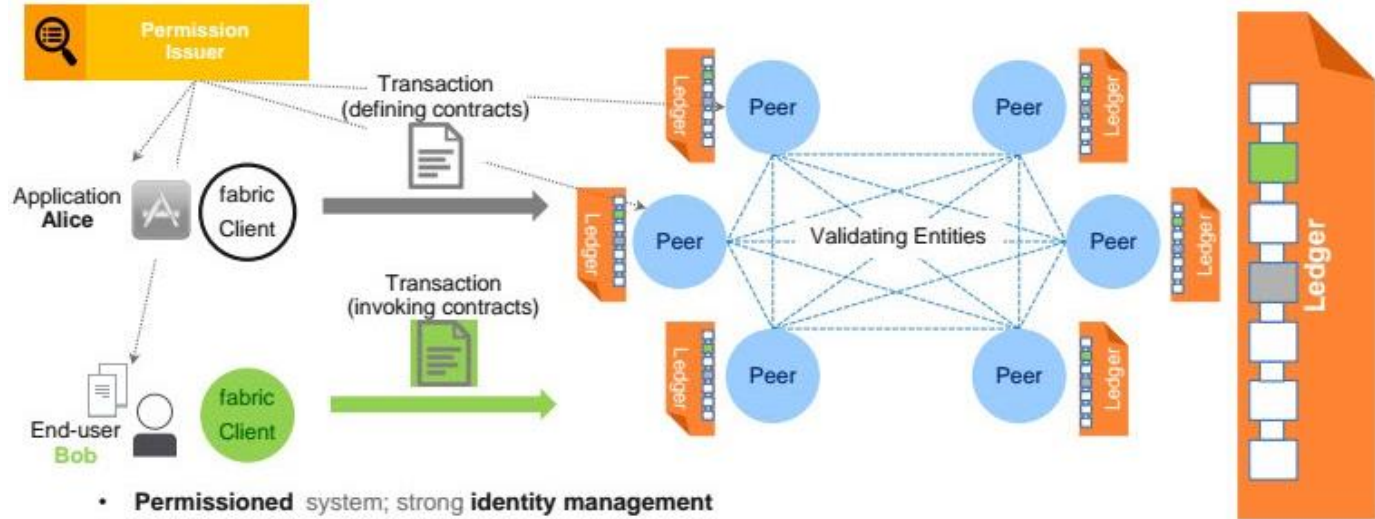 Permission
Issuer
Transaction
(defining contracts)
Application
Alice
fabric
Client
Transaction
(invoking contracts)
End-user
Bob
fabric
Client
Ledger
Peer
Peer
Ledger
Ledger
Peer
Validating Entities
Peer
Ledger
Ledger
Peer
Peer
Ledger
Ledger
• Permissioned system; strong identity management